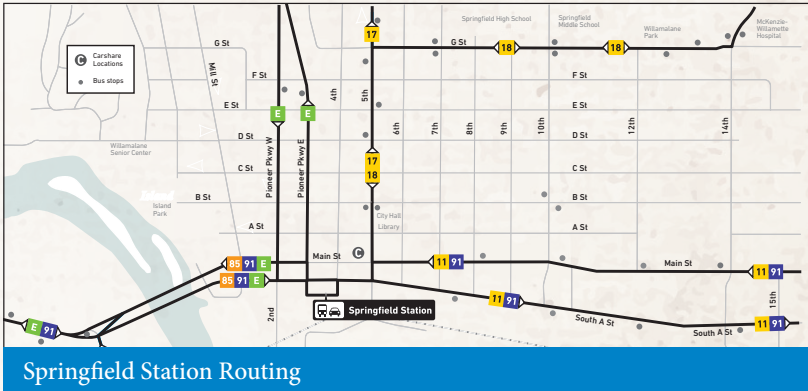 17
Springfield High School
Springfield
Middle School
Willamalane
Park
McKenzie-
Willamette
Hospital
G St
G St
18
18
C
Carshare
Locations
Bus stops
Mill St
F St
F St
4th
5th
E St
E St
E
E
6th
7th
8th
9th
10th
12th
14th
D St
D St
Willamalane
Senior Center
Pioneer Pkwy W
Pioneer Pkwy E
17
18
C St
C St
Island
Island
Park
B St
B St
City Hall
Library
A St
A St
C
Main St
85 91 E
11 91
Main St
11 91
85 91 E
2nd
Springfield Station
11 91
South A St
South A St
15th
11 91
E 91
Springfield Station Routing